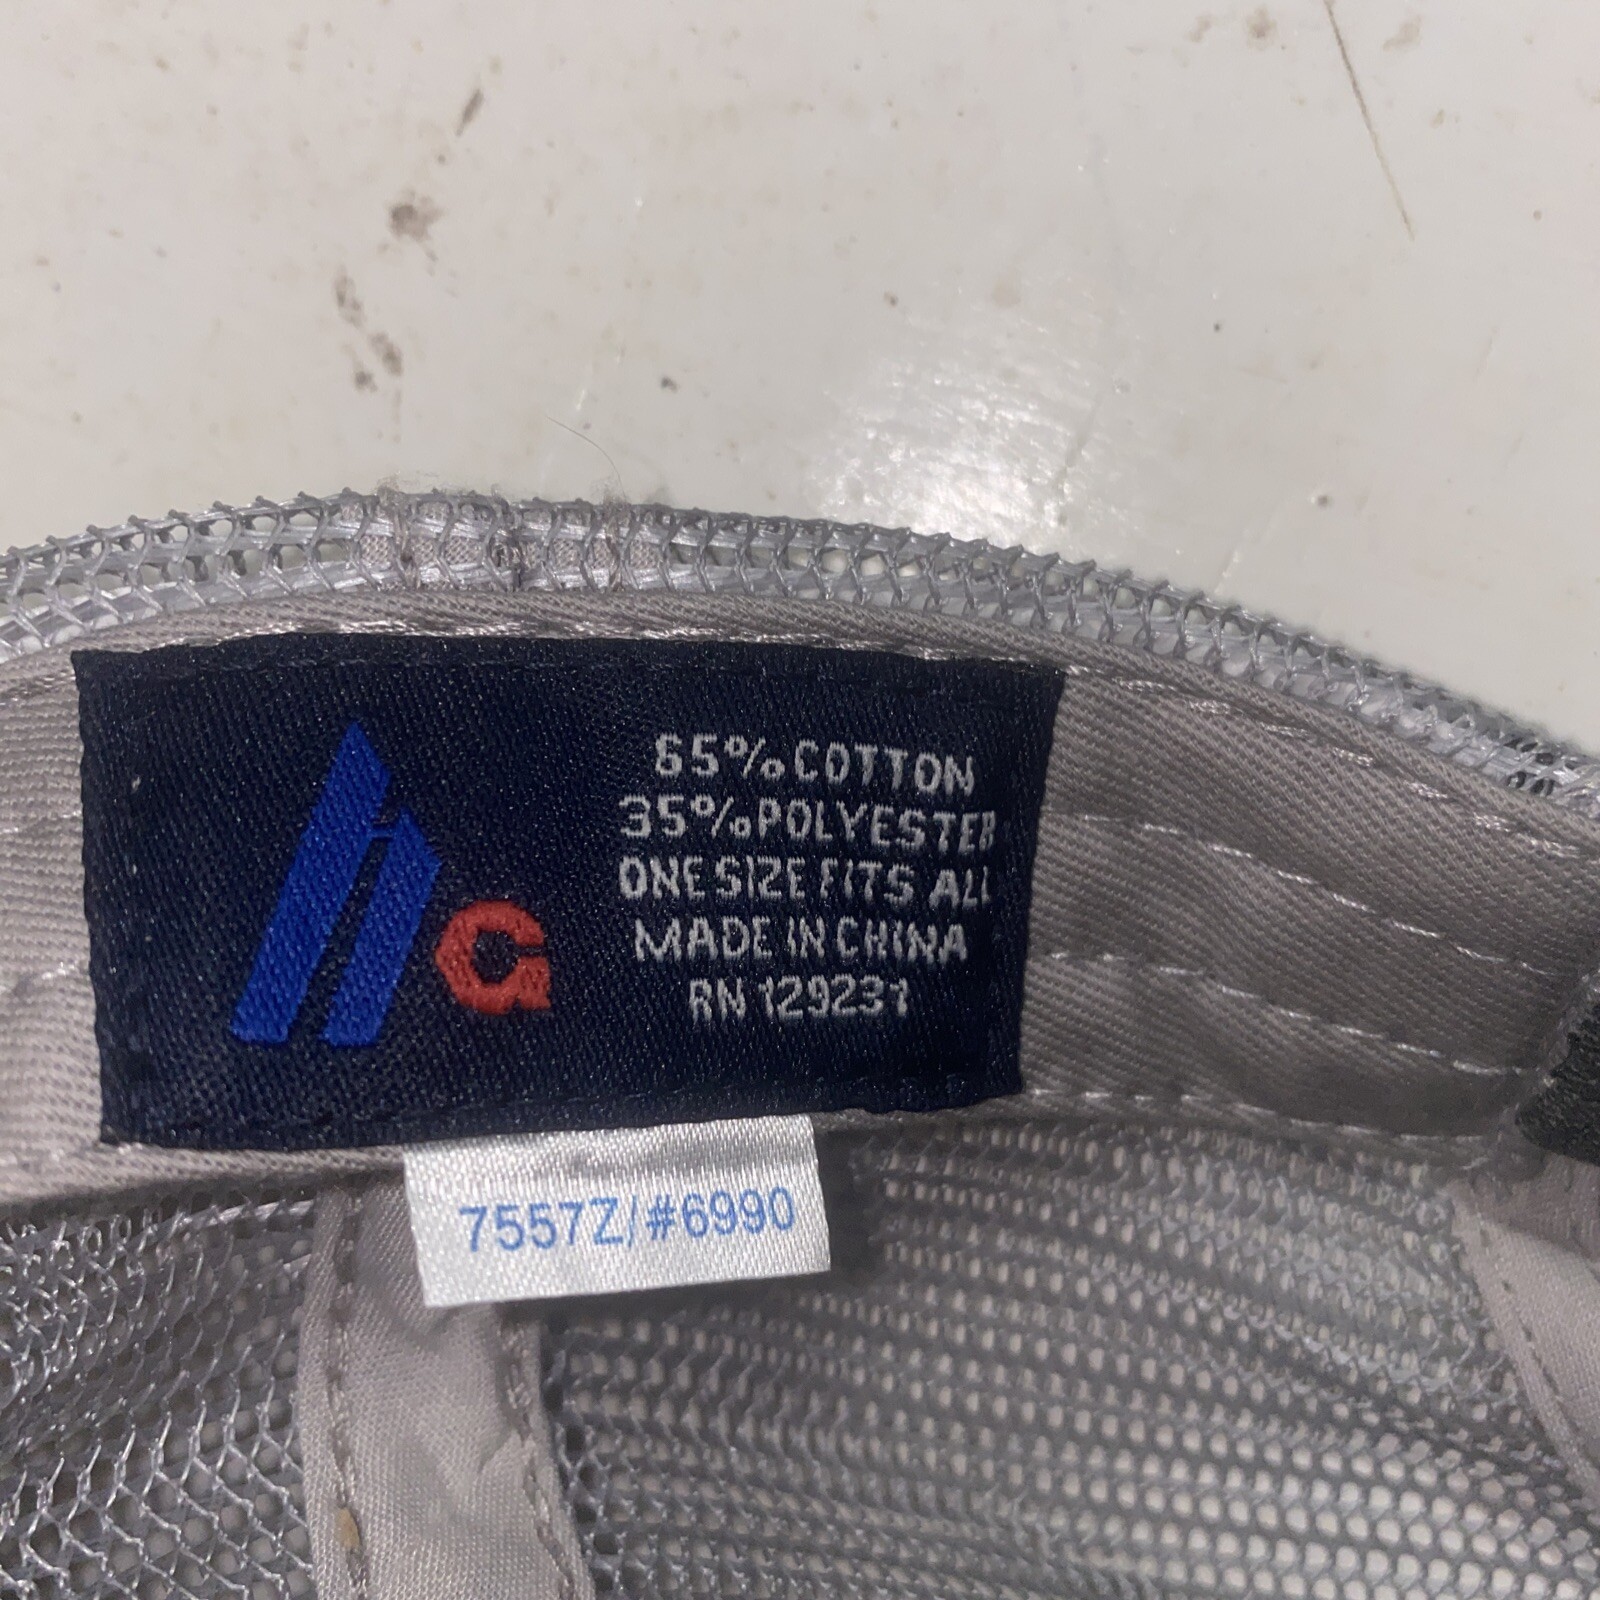 G
65% COTTON
35% POLYESTER
ONE SIZE FITS ALL
MADE IN CHINA
RN 129231
7557Z/#6990